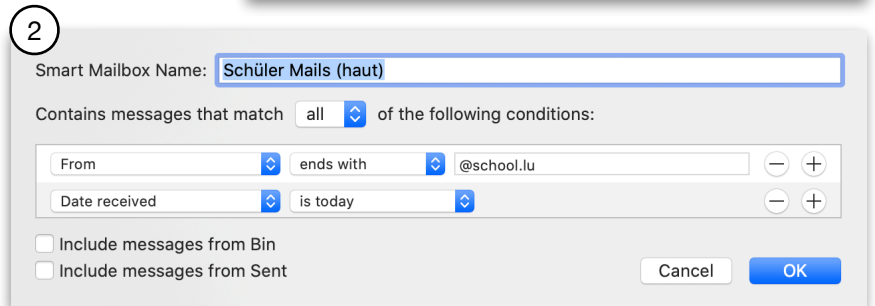 2
Smart Mailbox Name: Schüler Mails (haut)
Contains messages that match all of the following conditions:
From ends with @school.lu
Date received is today
Include messages from Bin
Include messages from Sent
Cancel OK